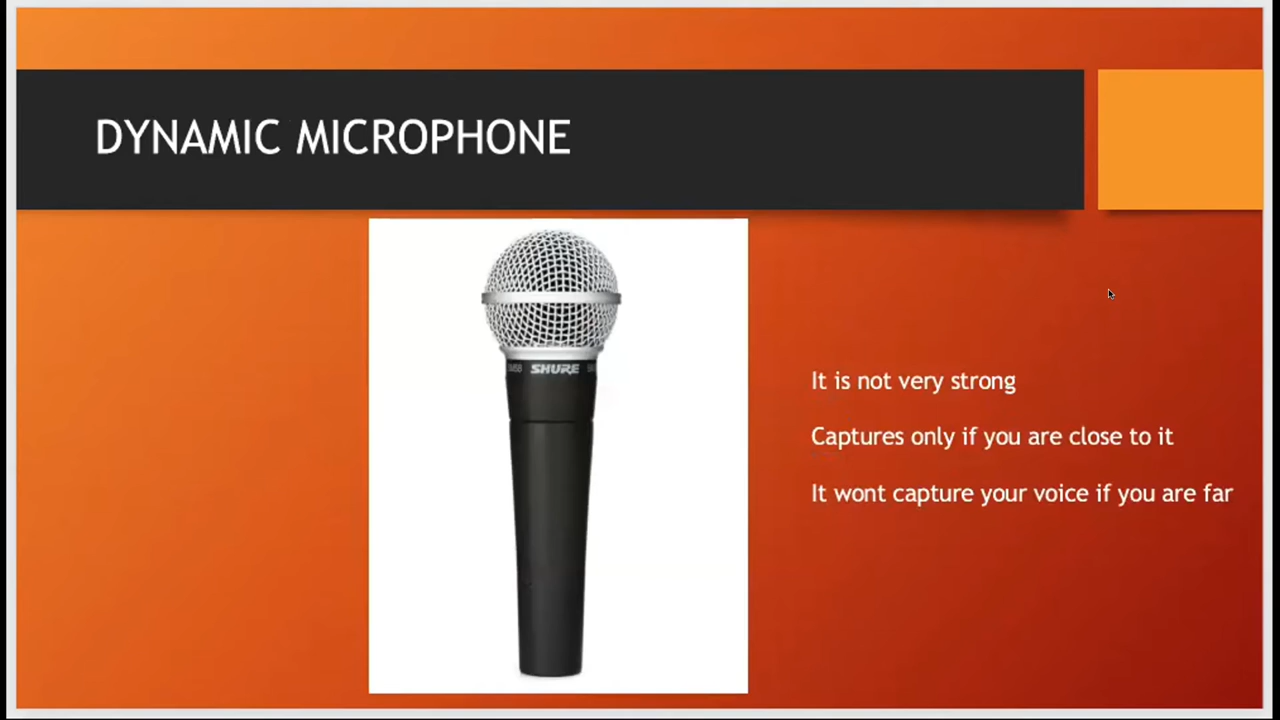 DYNAMIC MICROPHONE
SHURE
It is not very strong
Captures only if you are close to it
It wont capture your voice if you are far